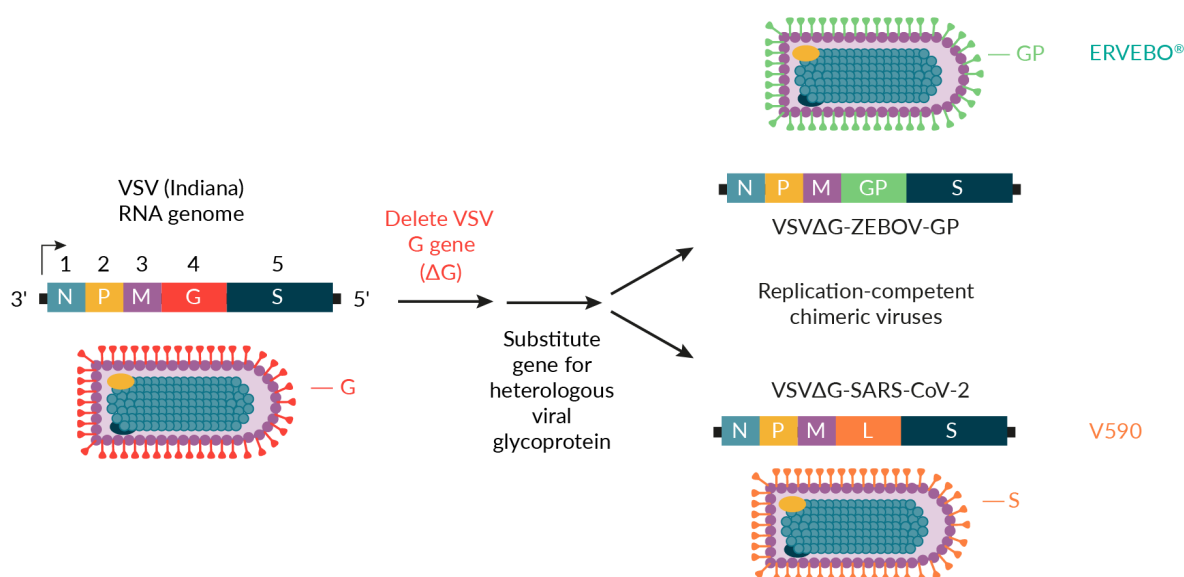 VSV (Indiana)
RNA genome
1 2 3 4 5
3' N P M G S 5'
G
Delete VSV
G gene
(ΔG)
Substitute
gene for
heterologous
viral
glycoprotein
GP
ERVEBO®
N P M GP S
VSVΔG-ZEBOV-GP
Replication-competent
chimeric viruses
VSVΔG-SARS-CoV-2
N P M L S
V590
S